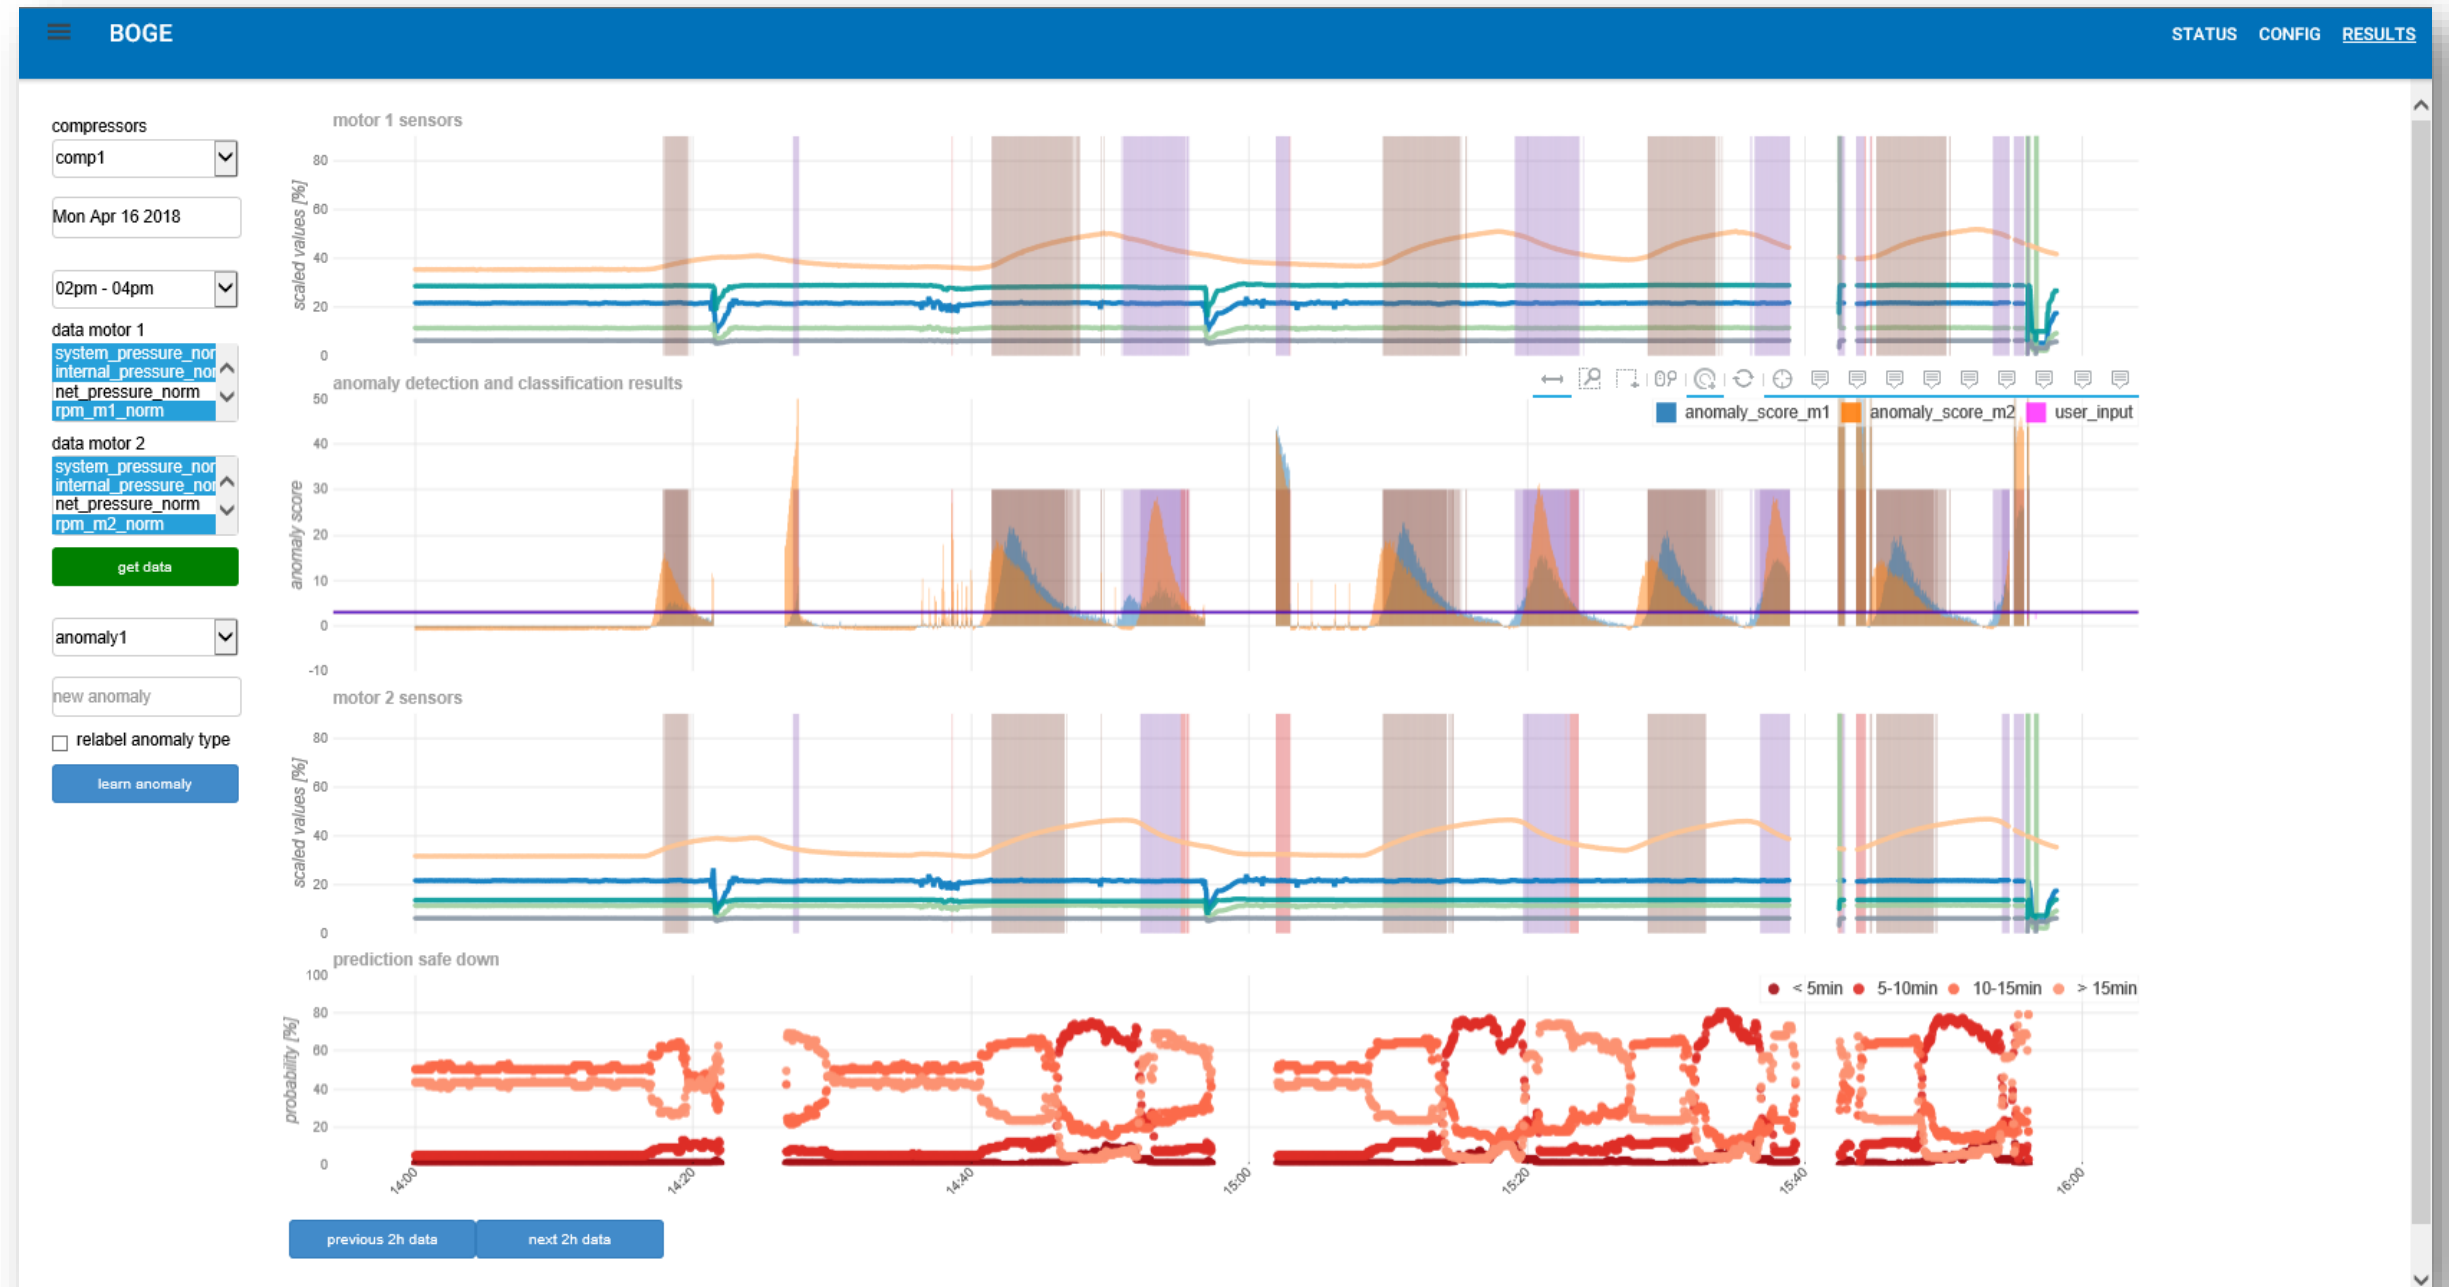 BOGE
STATUS CONFIG RESULTS
compressors
comp1
Mon Apr 16 2018
02pm - 04pm
data motor 1
system_pressure_nor
internal_pressure_nor
net_pressure_norm
rpm_m1_norm
data motor 2
system_pressure_nor
internal_pressure_nor
net_pressure_norm
rpm_m2_norm
get data
anomaly1
new anomaly
relabel anomaly type
learn anomaly
motor 1 sensors
scaled values [%]
80
60
40
20
0
anomaly detection and classification results
anomaly_score_m1 anomaly_score_m2 user_input
anomaly score
50
40
30
20
10
0
-10
motor 2 sensors
scaled values [%]
80
60
40
20
0
prediction safe down
< 5min 5-10min 10-15min > 15min
probability [%]
100
80
60
40
20
0
14:00 14:20 14:40 15:00 15:20 15:40 16:00
previous 2h data next 2h data